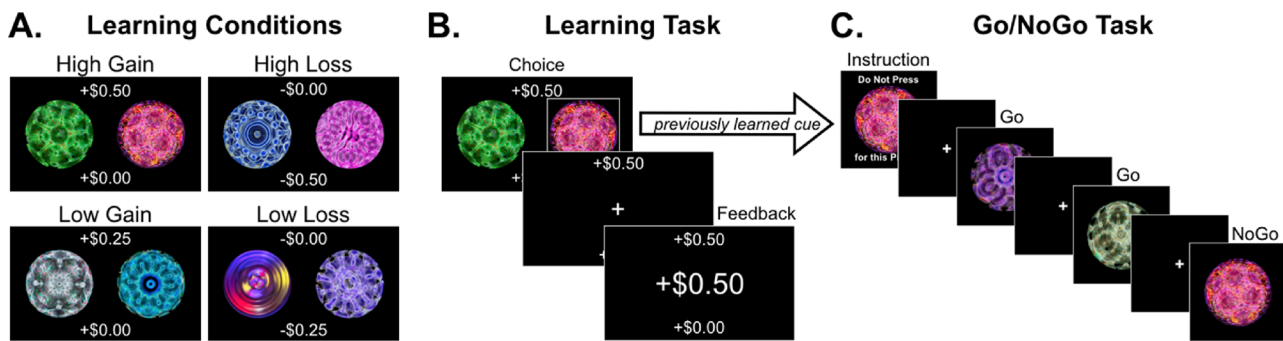 A. Learning Conditions
High Gain
+$0.50
+$0.00
High Loss
-$0.00
-$0.50
Low Gain
+$0.25
+$0.00
Low Loss
-$0.00
-$0.25
B. Learning Task
Choice
+$0.50
previously learned cue
+$0.50
+
Feedback
+$0.50
+$0.50
+$0.00
C. Go/NoGo Task
Instruction
Do Not Press
for this
+
Go
+
Go
+
NoGo